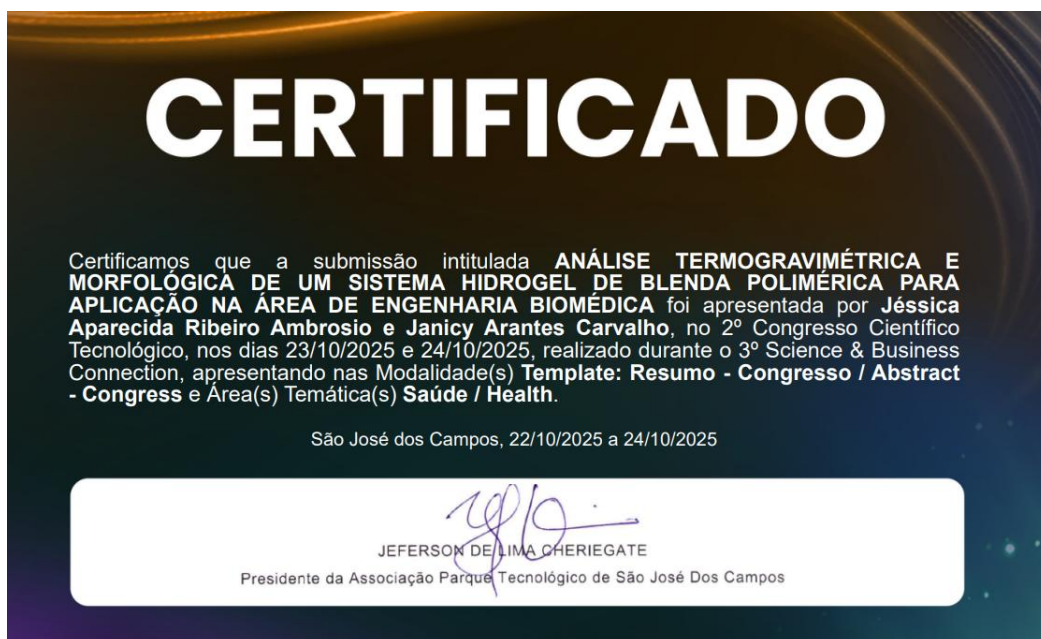 CERTIFICADO
Certificamos que a submissão intitulada ANÁLISE TERMOGRAVIMÉTRICA E
MORFOLÓGICA DE UM SISTEMA HIDROGEL DE BLENDA POLIMÉRICA PARA
APLICAÇÃO NA ÁREA DE ENGENHARIA BIOMÉDICA foi apresentada por Jéssica
Aparecida Ribeiro Ambrosio e Janicy Arantes Carvalho, no 2º Congresso Científico
Tecnológico, nos dias 23/10/2025 e 24/10/2025, realizado durante o 3º Science & Business
Connection, apresentando nas Modalidade(s) Template: Resumo - Congresso / Abstract
- Congress e Área(s) Temática(s) Saúde / Health.
São José dos Campos, 22/10/2025 a 24/10/2025
JEFERSON DE LIMA CHERIEGATE
Presidente da Associação Parque Tecnológico de São José Dos Campos